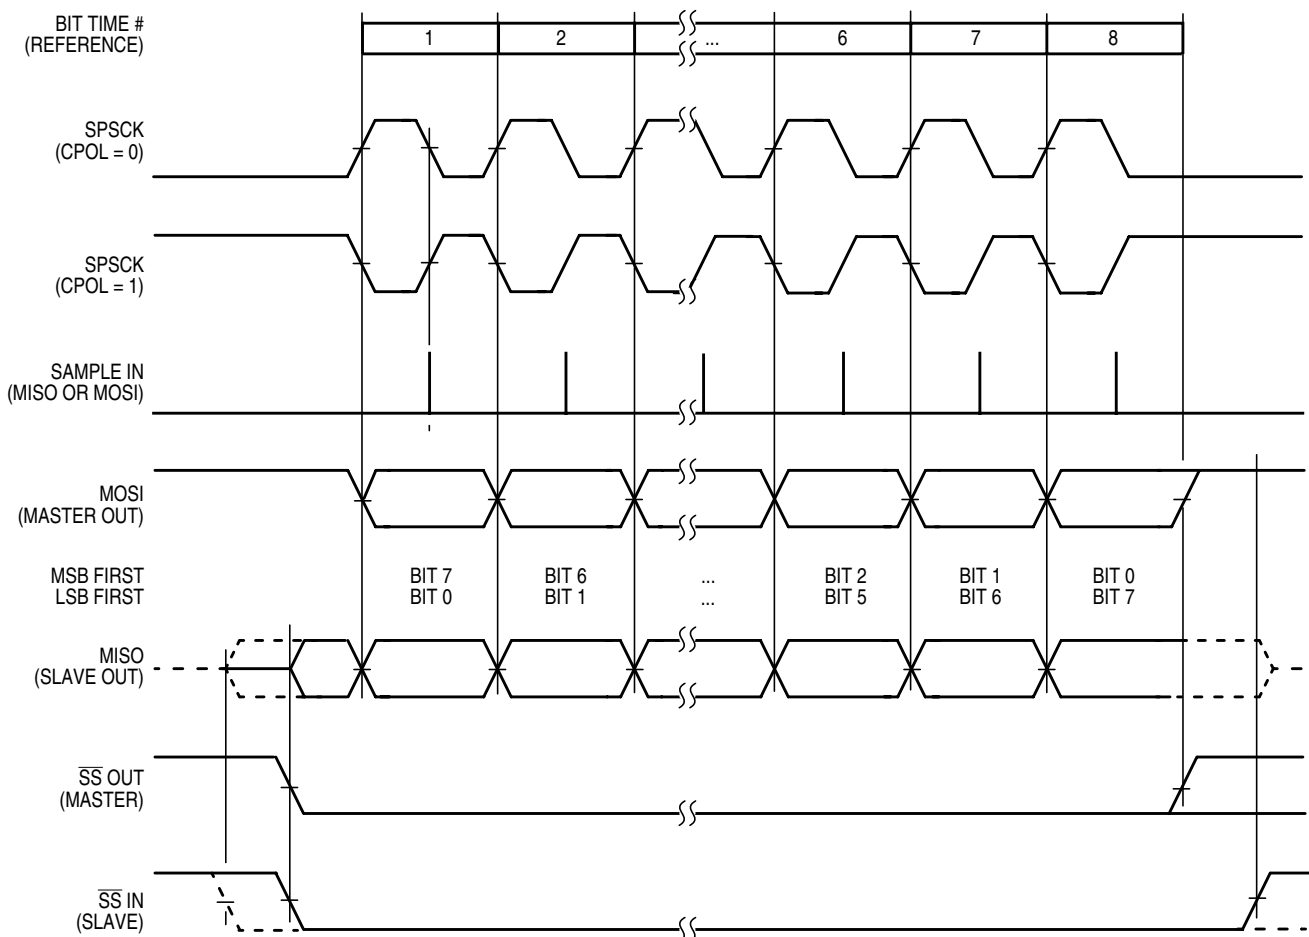 BIT TIME #
(REFERENCE)
1 2 ... 6 7 8
SPSCK
(CPOL = 0)
SPSCK
(CPOL = 1)
SAMPLE IN
(MISO OR MOSI)
MOSI
(MASTER OUT)
MSB FIRST BIT 7 BIT 6 ... BIT 2 BIT 1 BIT 0
LSB FIRST BIT 0 BIT 1 ... BIT 5 BIT 6 BIT 7
MISO
(SLAVE OUT)
S̅S̅ OUT
(MASTER)
S̅S̅ IN
(SLAVE)